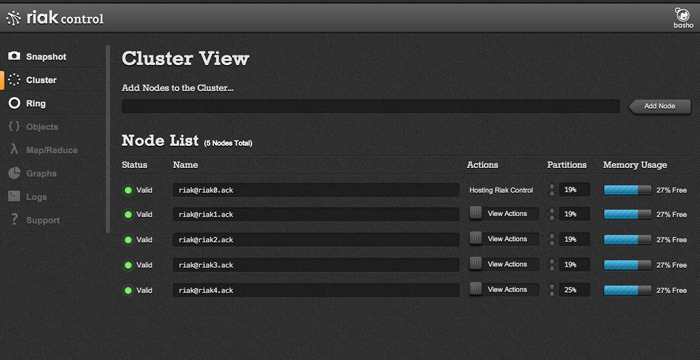 riak control
basho
Snapshot
Cluster
Ring
Objects
Map/Reduce
Graphs
Logs
Support
Cluster View
Add Nodes to the Cluster...
Add Node
Node List (5 Nodes Total)
Status Name Actions Partitions Memory Usage
Valid riak@riak0.ack Hosting Riak Control 19% 27% Free
Valid riak@riak1.ack View Actions 19% 27% Free
Valid riak@riak2.ack View Actions 19% 27% Free
Valid riak@riak3.ack View Actions 19% 27% Free
Valid riak@riak4.ack View Actions 25% 27% Free